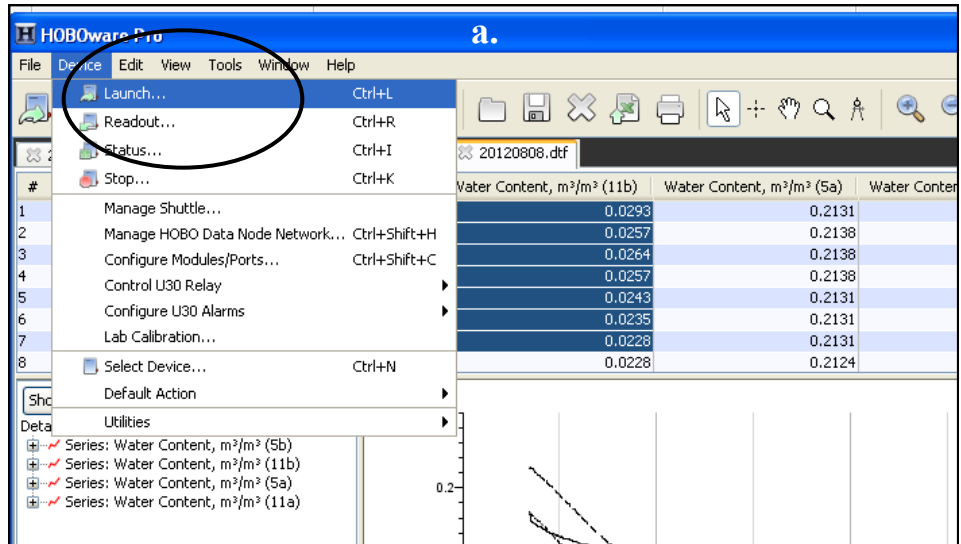 HOBOware Pro
a.
File Device Edit View Tools Window Help
Launch... Ctrl+L
Readout... Ctrl+R
Status... Ctrl+I
Stop... Ctrl+K
Manage Shuttle...
Manage HOBO Data Node Network... Ctrl+Shift+H
Configure Modules/Ports... Ctrl+Shift+C
Control U30 Relay
Configure U30 Alarms
Lab Calibration...
Select Device... Ctrl+N
Default Action
Utilities
20120808.dtf
# Water Content, m³/m³ (11b) Water Content, m³/m³ (5a) Water Conter
1 0.0293 0.2131
2 0.0257 0.2138
3 0.0264 0.2138
4 0.0257 0.2138
5 0.0243 0.2131
6 0.0235 0.2131
7 0.0228 0.2131
8 0.0228 0.2124
Sho
Deta
Series: Water Content, m³/m³ (5b)
Series: Water Content, m³/m³ (11b)
Series: Water Content, m³/m³ (5a)
Series: Water Content, m³/m³ (11a)
0.2